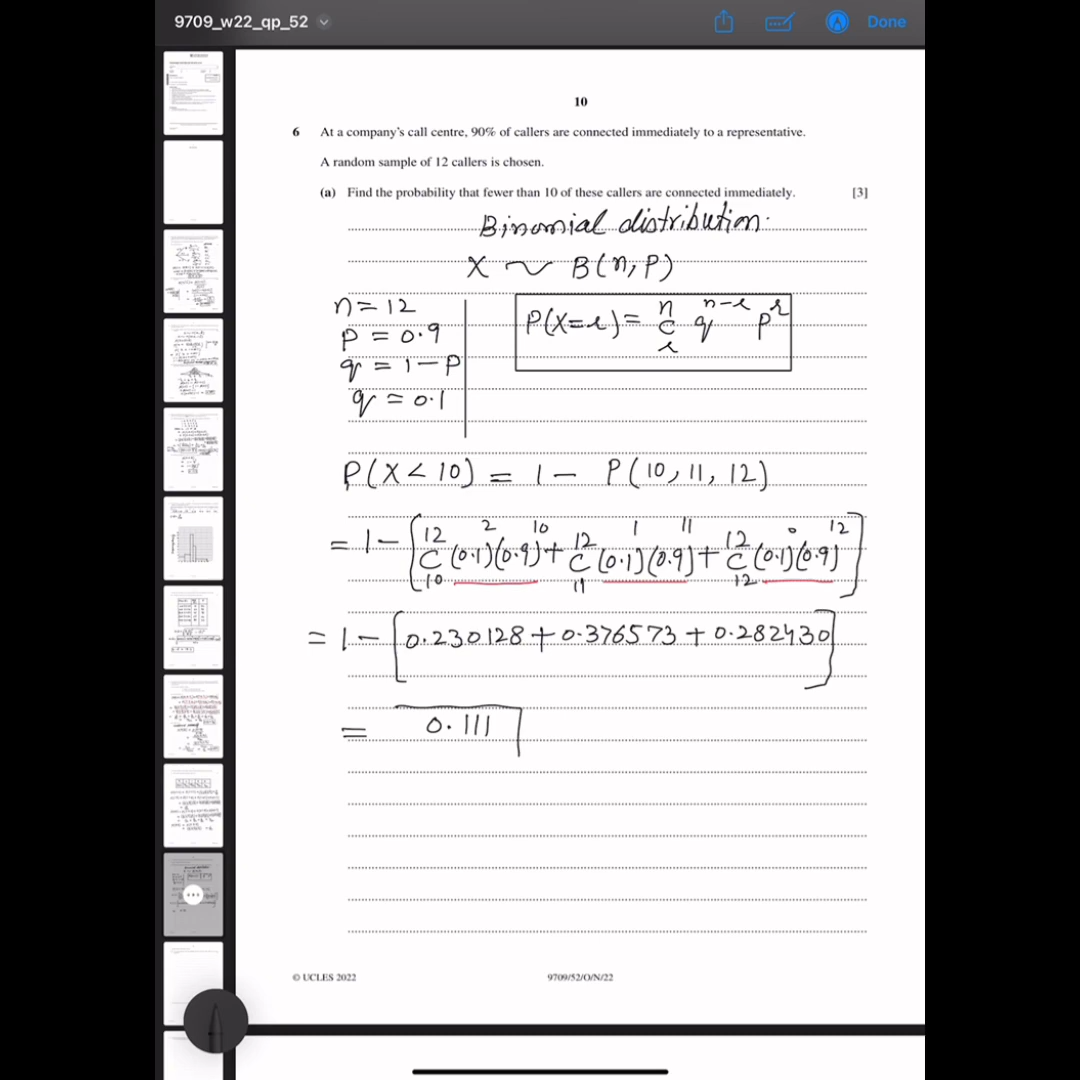 9709_w22_qp_52
Done
10
6 At a company's call centre, 90% of callers are connected immediately to a representative.
A random sample of 12 callers is chosen.
(a) Find the probability that fewer than 10 of these callers are connected immediately. [3]
Binomial distribution.
X ~ B(n, P)
n = 12
P = 0.9
q = 1 - P
q = 0.1
P(X=r) = ⁿCᵣ qⁿ⁻ʳ Pʳ
P(X < 10) = 1 - P(10, 11, 12)
= 1 - [¹²C₁₀ (0.1)² (0.9)¹⁰ + ¹²C₁₁ (0.1)¹ (0.9)¹¹ + ¹²C₁₂ (0.1)⁰ (0.9)¹²]
= 1 - [0.230128 + 0.376573 + 0.282430]
= 0.111
© UCLES 2022
9709/52/O/N/22